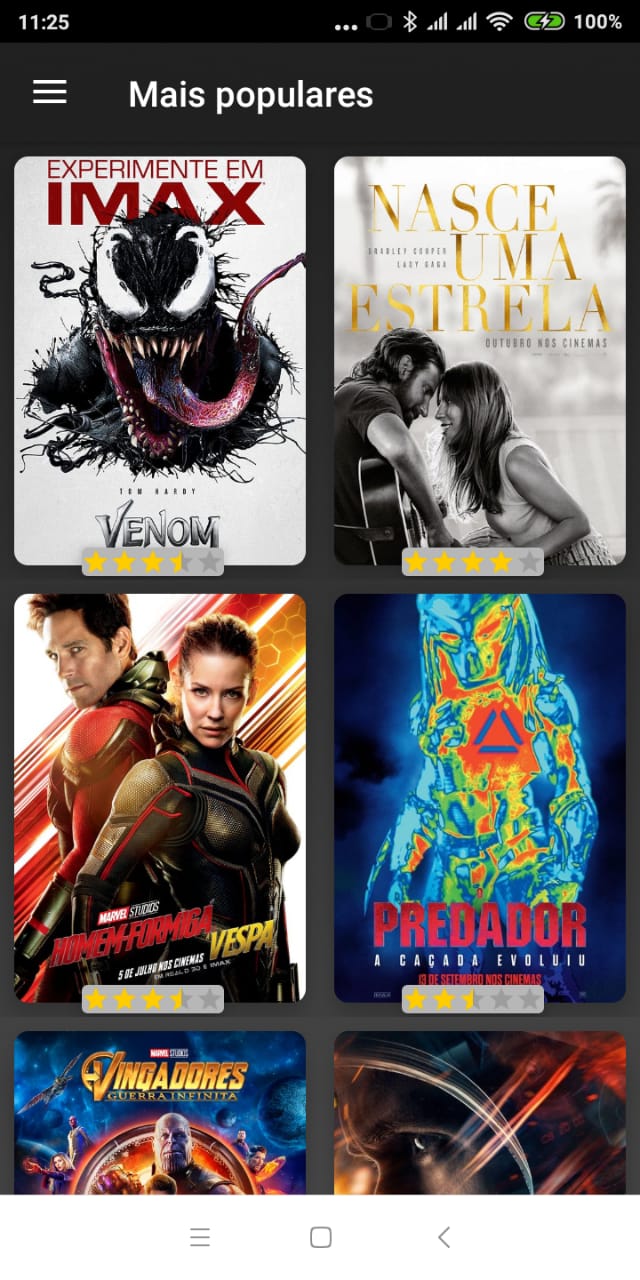 11:25
100%
Mais populares
EXPERIMENTE EM
IMAX
TOM HARDY
VENOM
NASCE
UMA
ESTRELA
BRADLEY COOPER
LADY GAGA
OUTUBRO NOS CINEMAS
MARVEL STUDIOS
HOMEM-FORMIGA
VESPA
5 DE JULHO NOS CINEMAS
EM REALD 3D E IMAX
PREDADOR
A CAÇADA EVOLUIU
13 DE SETEMBRO NOS CINEMAS
MARVEL STUDIOS
VINGADORES
GUERRA INFINITA